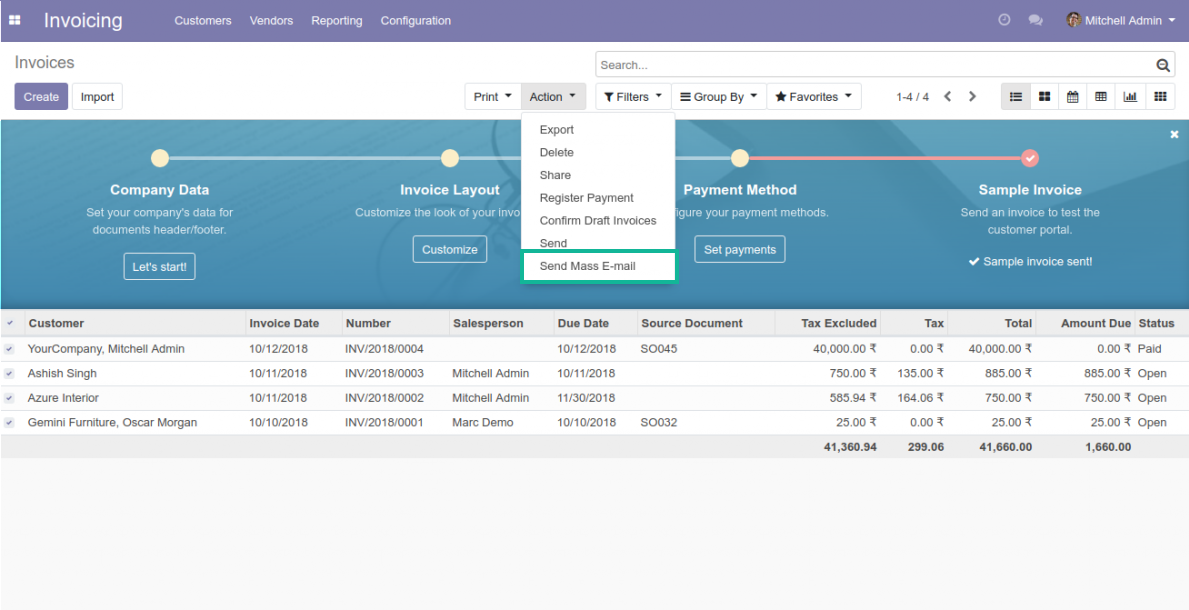 Invoicing Customers Vendors Reporting Configuration Mitchell Admin
Invoices
Search...
Create Import Print Action Filters Group By Favorites 1-4 / 4
Export
Delete
Share
Register Payment
Confirm Draft Invoices
Send
Send Mass E-mail
Company Data
Set your company's data for
documents header/footer.
Let's start!
Invoice Layout
Customize the look of your invo
Customize
Payment Method
figure your payment methods.
Set payments
Sample Invoice
Send an invoice to test the
customer portal.
Sample invoice sent!
Customer Invoice Date Number Salesperson Due Date Source Document Tax Excluded Tax Total Amount Due Status
YourCompany, Mitchell Admin 10/12/2018 INV/2018/0004 10/12/2018 SO045 40,000.00 ₹ 0.00 ₹ 40,000.00 ₹ 0.00 ₹ Paid
Ashish Singh 10/11/2018 INV/2018/0003 Mitchell Admin 10/11/2018 750.00 ₹ 135.00 ₹ 885.00 ₹ 885.00 ₹ Open
Azure Interior 10/11/2018 INV/2018/0002 Mitchell Admin 11/30/2018 585.94 ₹ 164.06 ₹ 750.00 ₹ 750.00 ₹ Open
Gemini Furniture, Oscar Morgan 10/10/2018 INV/2018/0001 Marc Demo 10/10/2018 SO032 25.00 ₹ 0.00 ₹ 25.00 ₹ 25.00 ₹ Open
41,360.94 299.06 41,660.00 1,660.00